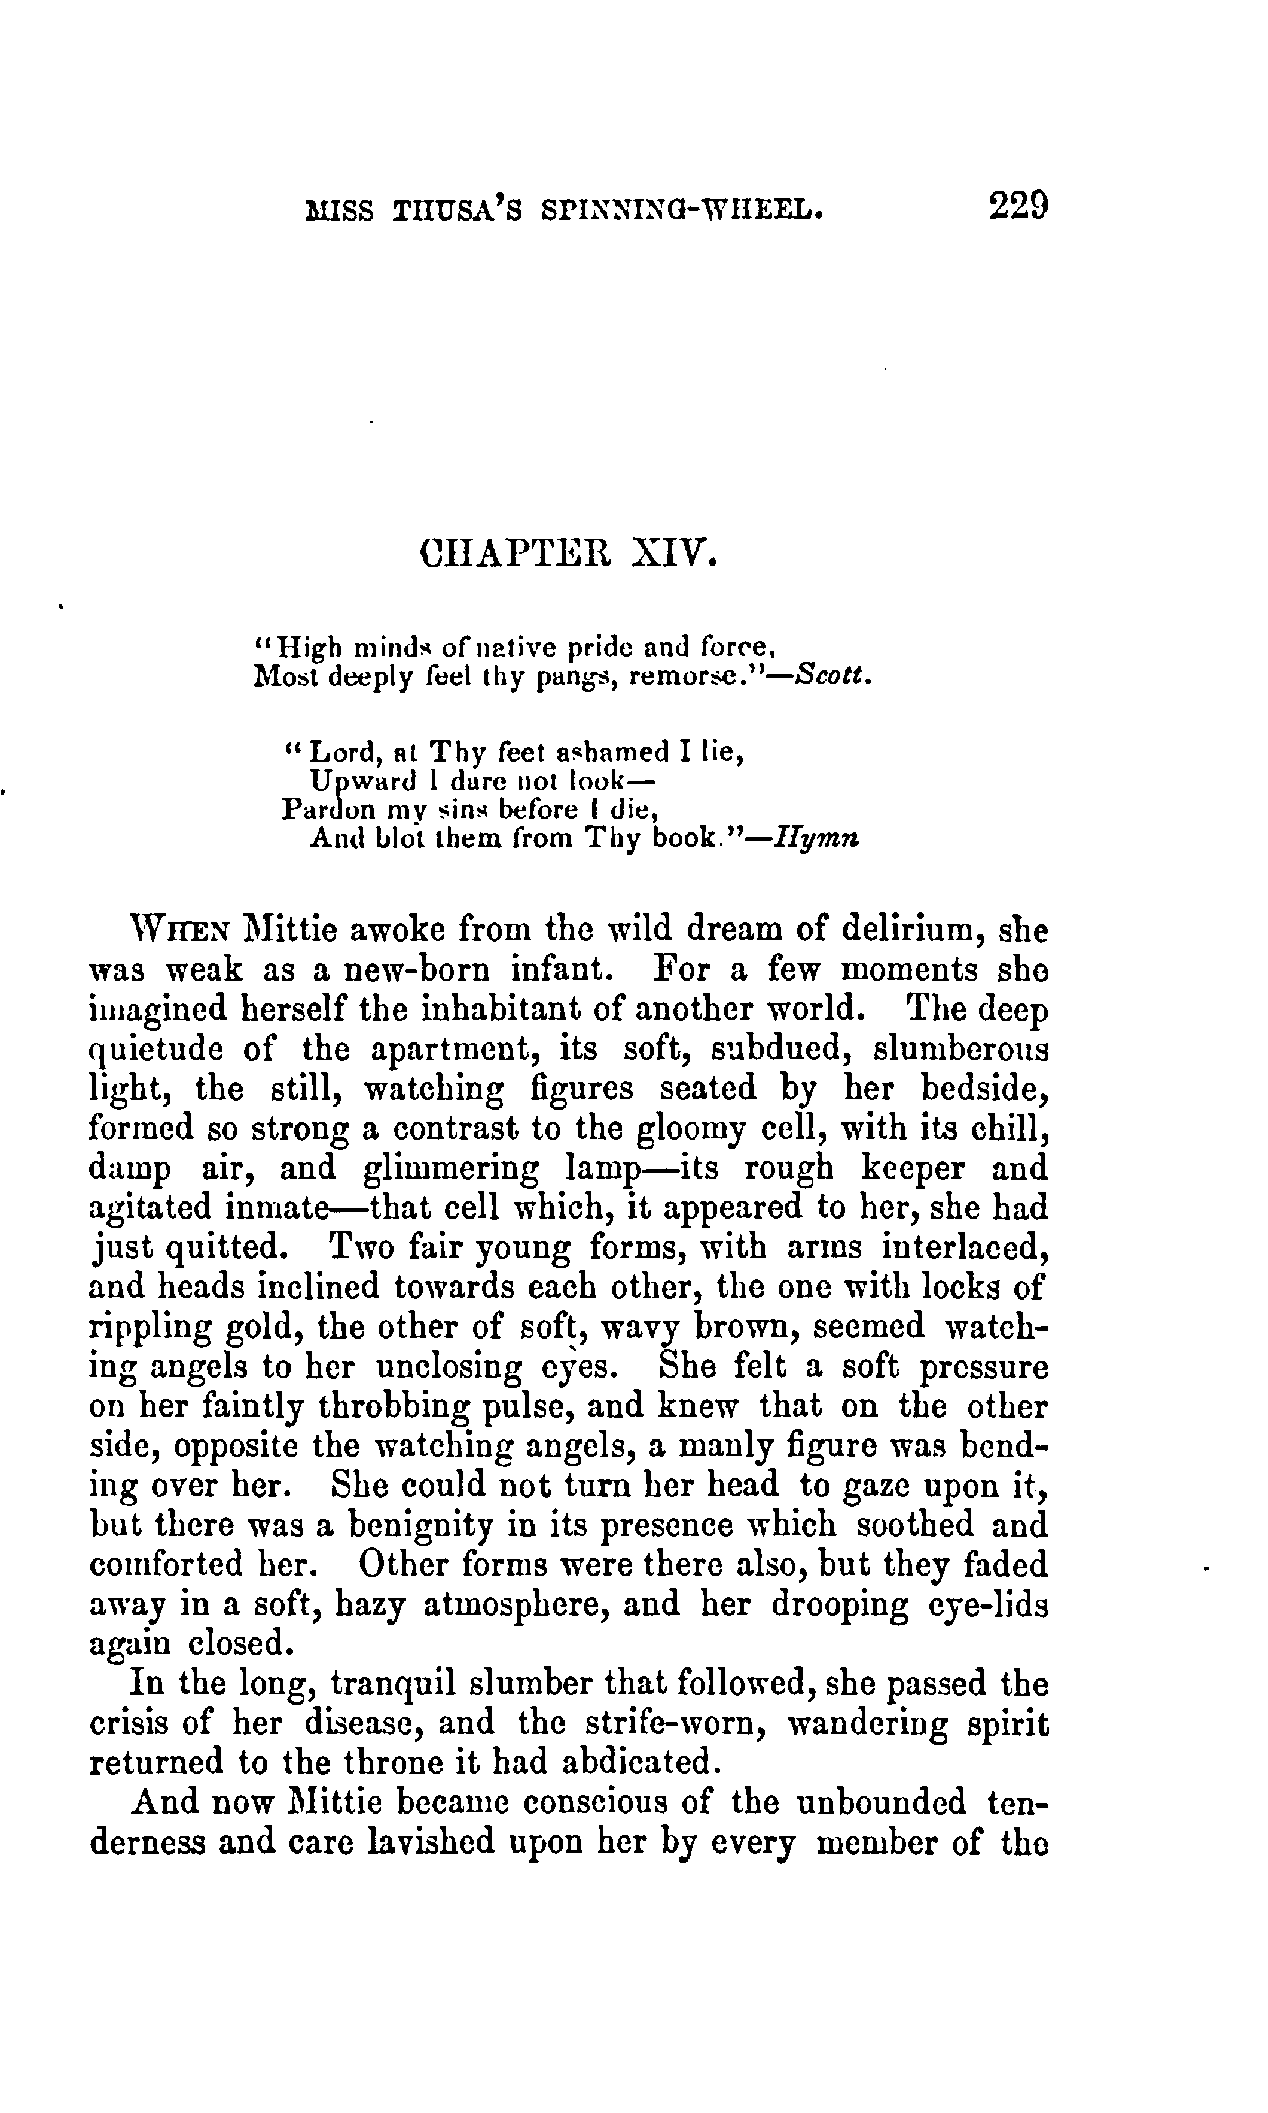 MISS THUSA'S SPINNING-WHEEL. 229
CHAPTER XIV.
"High minds of native pride and force,
Most deeply feel thy pangs, remorse."—Scott.
"Lord, at Thy feet ashamed I lie,
Upward I dare not look—
Pardon my sins before I die,
And blot them from Thy book."—Hymn
WHEN Mittie awoke from the wild dream of delirium, she
was weak as a new-born infant. For a few moments she
imagined herself the inhabitant of another world. The deep
quietude of the apartment, its soft, subdued, slumberous
light, the still, watching figures seated by her bedside,
formed so strong a contrast to the gloomy cell, with its chill,
damp air, and glimmering lamp—its rough keeper and
agitated inmate—that cell which, it appeared to her, she had
just quitted. Two fair young forms, with arms interlaced,
and heads inclined towards each other, the one with locks of
rippling gold, the other of soft, wavy brown, seemed watch-
ing angels to her unclosing eyes. She felt a soft pressure
on her faintly throbbing pulse, and knew that on the other
side, opposite the watching angels, a manly figure was bend-
ing over her. She could not turn her head to gaze upon it,
but there was a benignity in its presence which soothed and
comforted her. Other forms were there also, but they faded
away in a soft, hazy atmosphere, and her drooping eye-lids
again closed.
In the long, tranquil slumber that followed, she passed the
crisis of her disease, and the strife-worn, wandering spirit
returned to the throne it had abdicated.
And now Mittie became conscious of the unbounded ten-
derness and care lavished upon her by every member of the